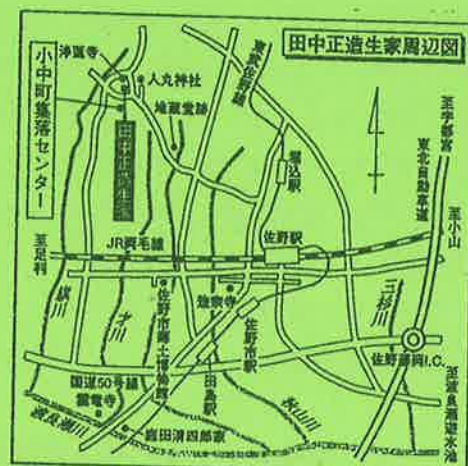 田中正造生家周辺図
小中町集落センター
浄蓮寺
人丸神社
地蔵堂跡
田中正造生家
東武佐野線
堀込駅
至宇都宮
東北自動車道
至小山
JR両毛線
佐野駅
至足利
旗川
才川
佐野市郷土博物館
惣宗寺
佐野市駅
田島駅
三杉川
佐野藤岡I.C.
国道50号線
雲竜寺
渡良瀬川
庭田清四郎家
秋山川
至渡良瀬遊水池